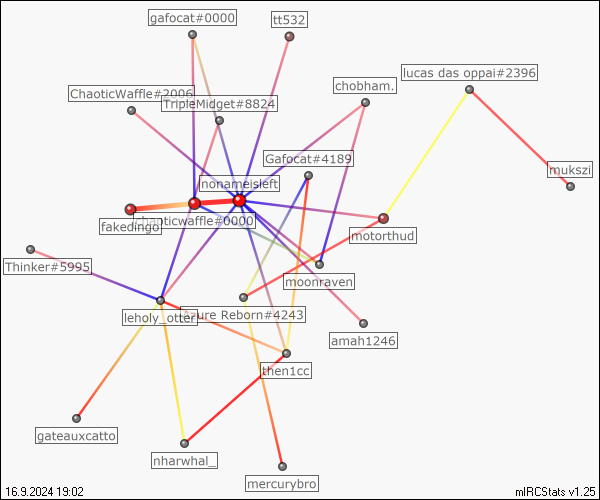 gafocat#0000
tt532
lucas das oppai#2396
chobham.
ChaoticWaffle#2006
TripleMidget#8824
Gafocat#4189
mukszi
nonameisleft
chaoticwaffle#0000
fakedingo
motorthud
Thinker#5995
moonraven
leholy_otter
Azure Reborn#4243
amah1246
then1cc
gateauxcatto
nharwhal_
mercurybro
16.9.2024 19:02
mIRCStats v1.25